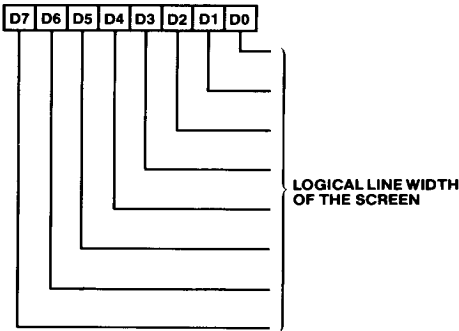 D7 D6 D5 D4 D3 D2 D1 D0
LOGICAL LINE WIDTH
OF THE SCREEN